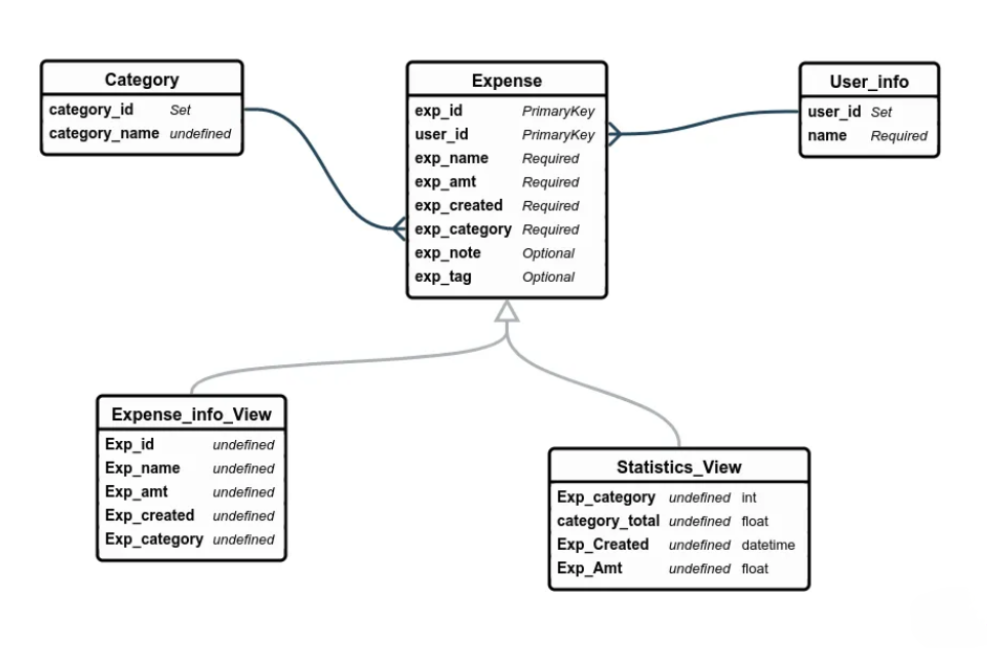 Category
category_id Set
category_name undefined
Expense
exp_id PrimaryKey
user_id PrimaryKey
exp_name Required
exp_amt Required
exp_created Required
exp_category Required
exp_note Optional
exp_tag Optional
User_info
user_id Set
name Required
Expense_info_View
Exp_id undefined
Exp_name undefined
Exp_amt undefined
Exp_created undefined
Exp_category undefined
Statistics_View
Exp_category undefined int
category_total undefined float
Exp_Created undefined datetime
Exp_Amt undefined float